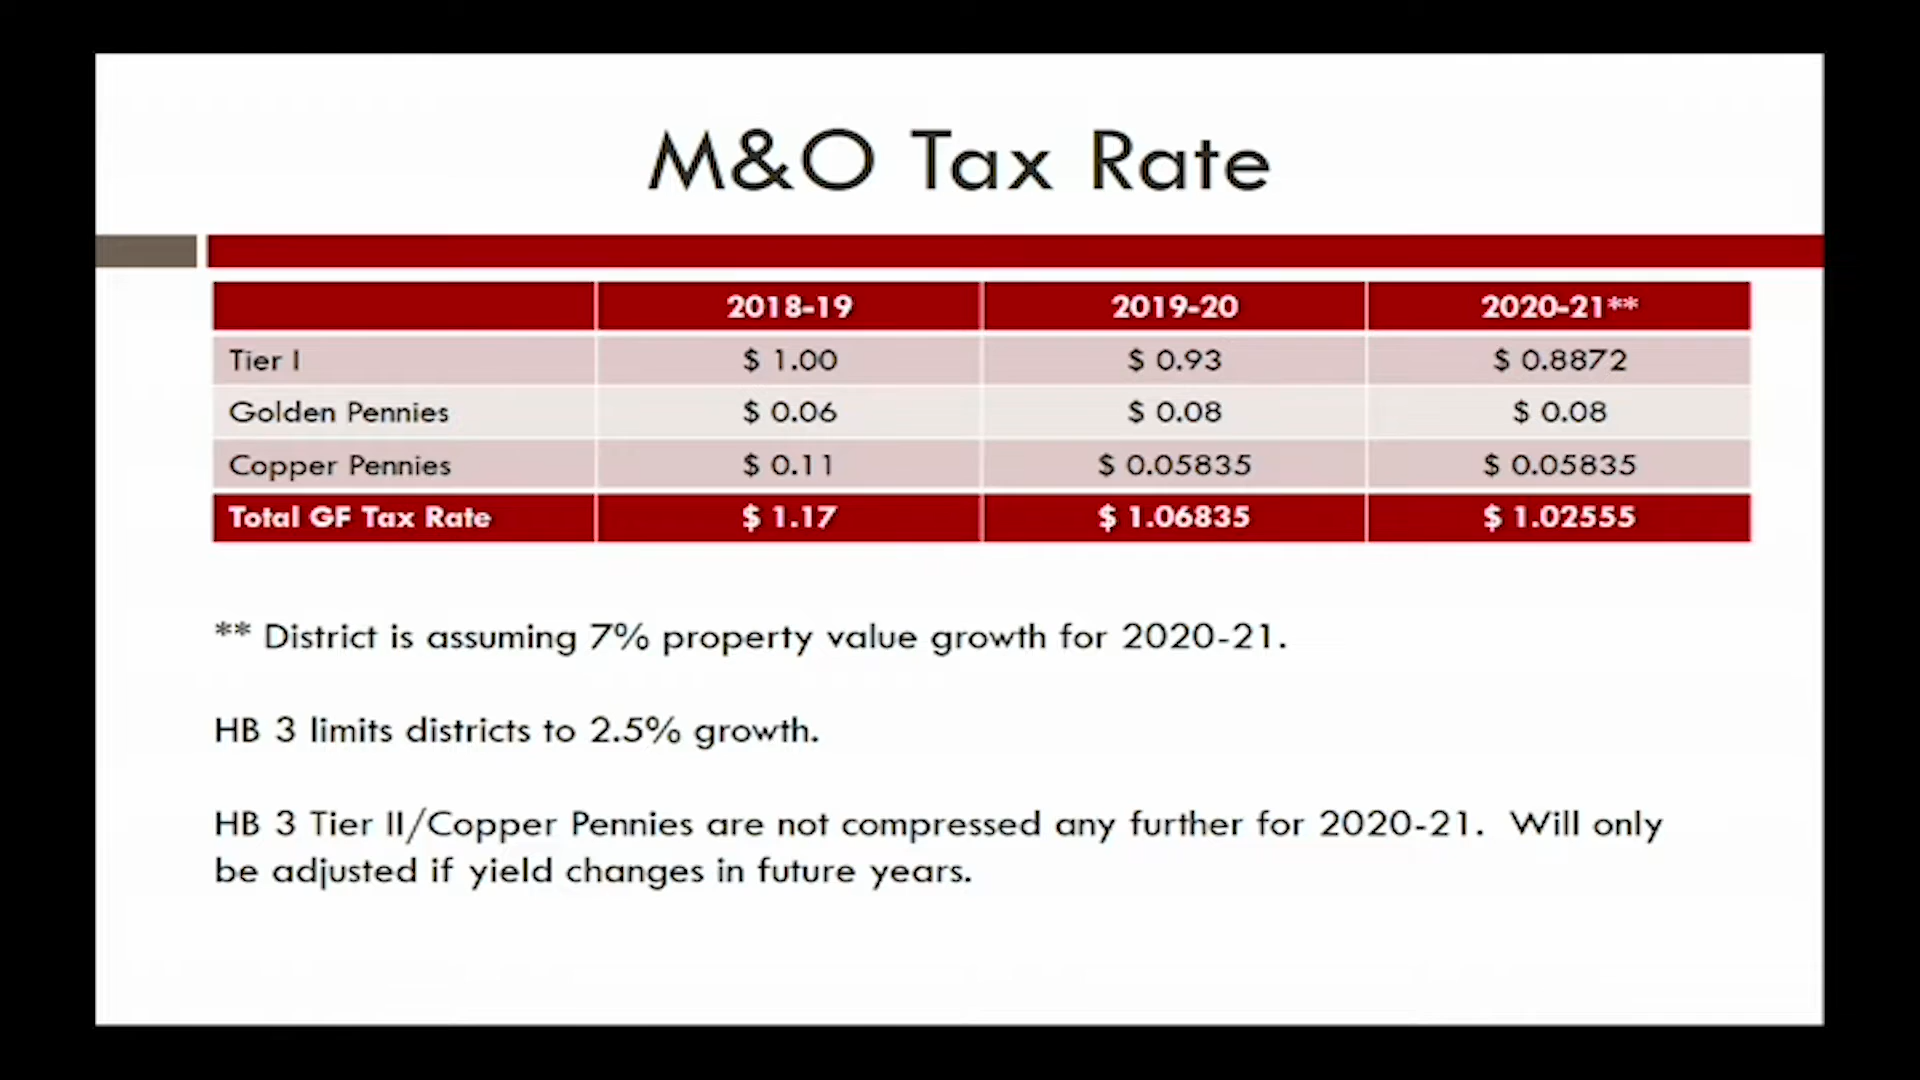 M&O Tax Rate
2018-19 2019-20 2020-21**
Tier I $ 1.00 $ 0.93 $ 0.8872
Golden Pennies $ 0.06 $ 0.08 $ 0.08
Copper Pennies $ 0.11 $ 0.05835 $ 0.05835
Total GF Tax Rate $ 1.17 $ 1.06835 $ 1.02555
** District is assuming 7% property value growth for 2020-21.
HB 3 limits districts to 2.5% growth.
HB 3 Tier II/Copper Pennies are not compressed any further for 2020-21. Will only
be adjusted if yield changes in future years.